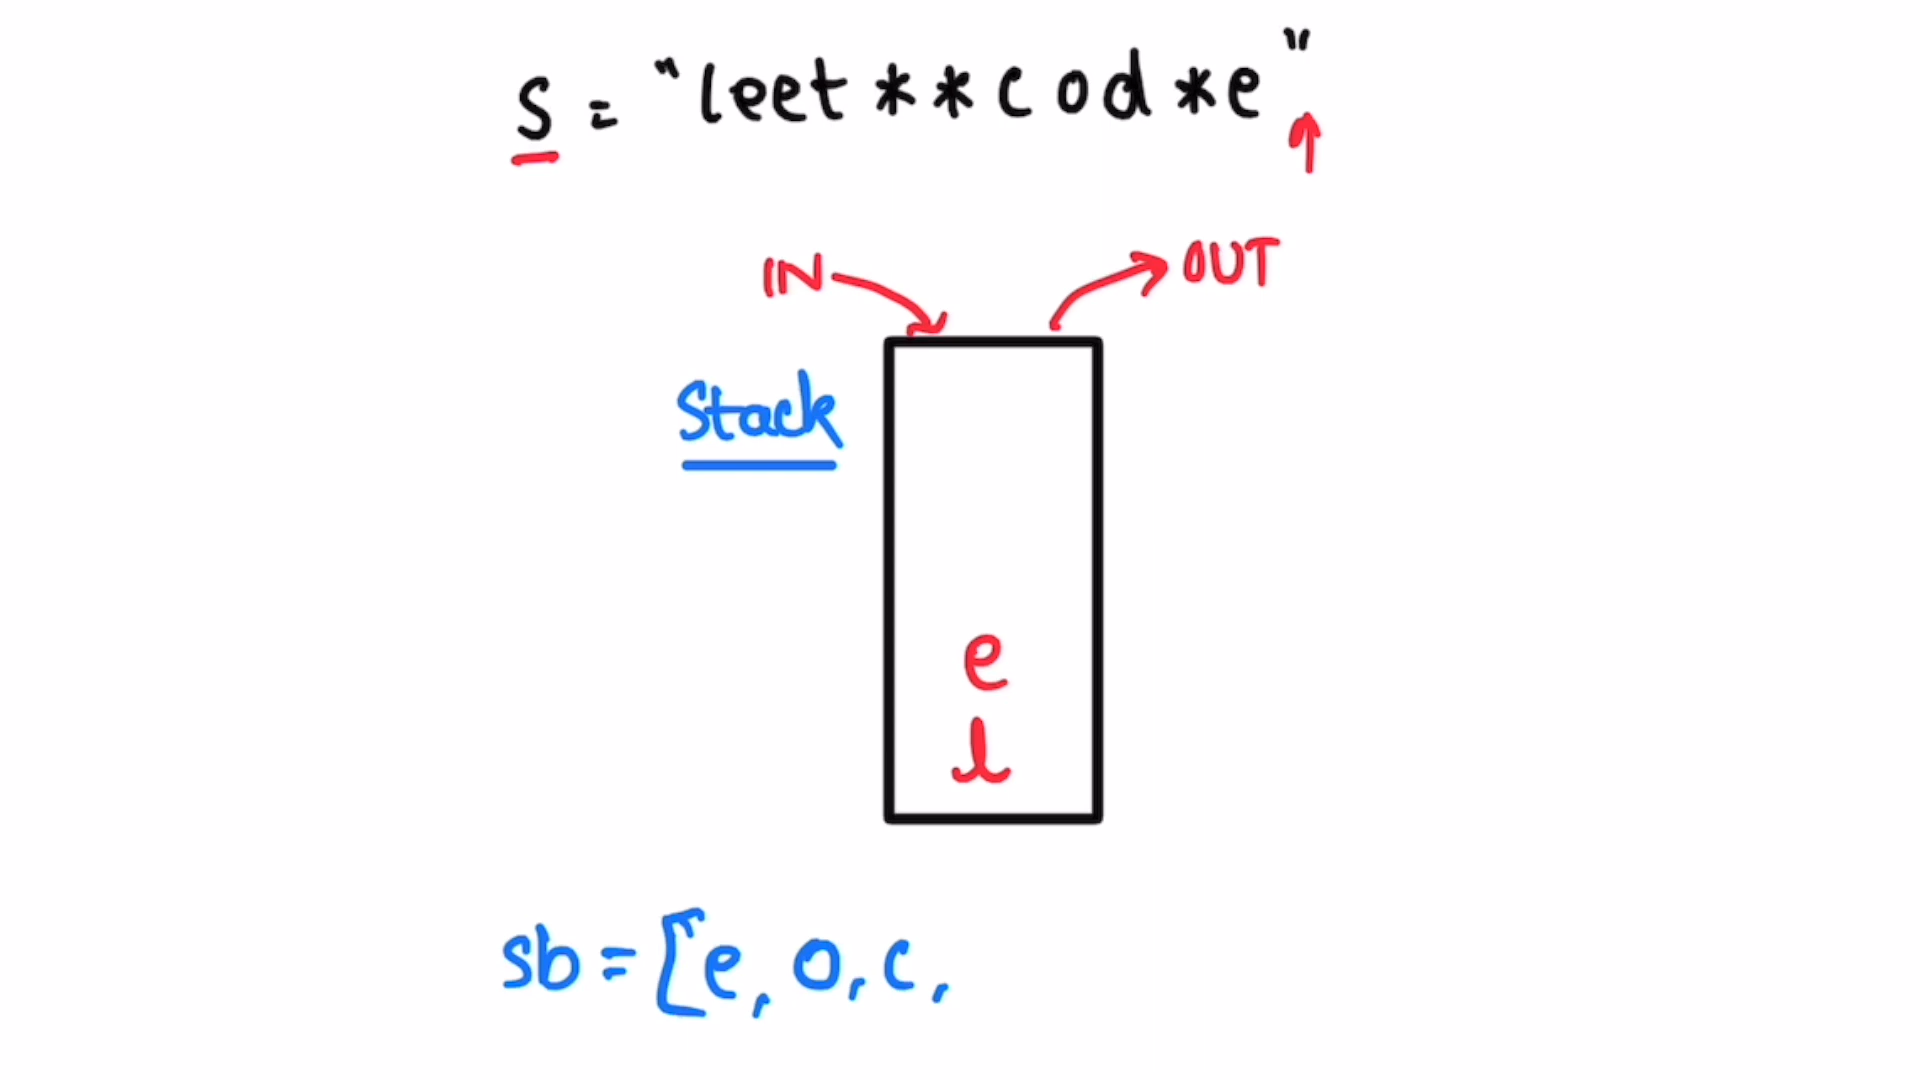 s = "leet**cod*e"
IN OUT
Stack
e
l
sb = [e, o, c,